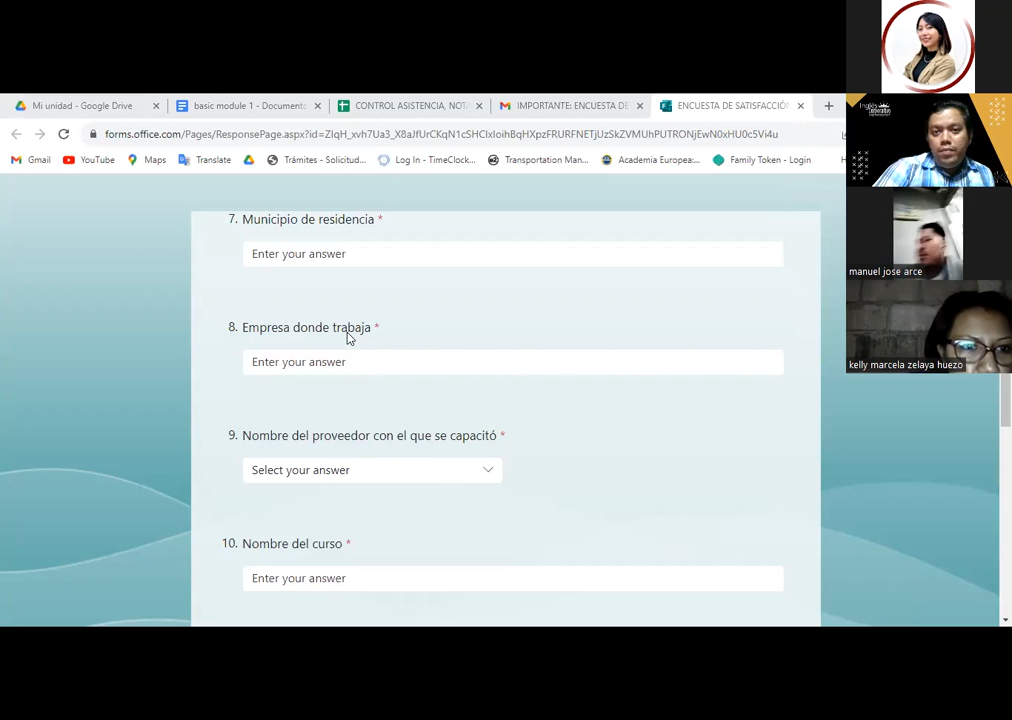 Mi unidad - Google Drive
basic module 1 - Document
CONTROL ASISTENCIA, NOTA
IMPORTANTE: ENCUESTA DE
ENCUESTA DE SATISFACCIÓN
forms.office.com/Pages/ResponsePage.aspx?id=ZIqH_xvh7Ua3_X8aJfUrCKqN1cSHClxIoihBqHXpzFRURFNETjUzSkZVMUhPUTRONjEwN0xHU0c5Vi4u
Gmail
YouTube
Maps
Translate
Trámites - Solicitud...
Log In - TimeClock...
Transportation Man...
Academia Europea:...
Family Token - Login
7. Municipio de residencia *
Enter your answer
8. Empresa donde trabaja *
Enter your answer
9. Nombre del proveedor con el que se capacitó *
Select your answer
10. Nombre del curso *
Enter your answer
Inglés
Corporativo
manuel jose arce
kelly marcela zelaya huezo